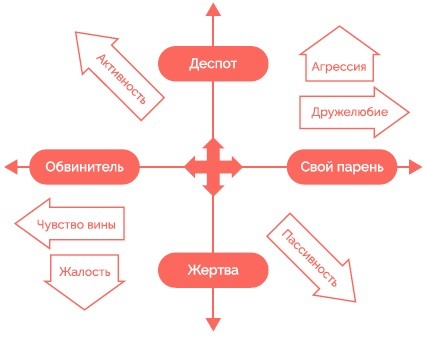 Деспот
Агрессия
Активность
Дружелюбие
Обвинитель
Свой парень
Чувство вины
Пассивность
Жалость
Жертва